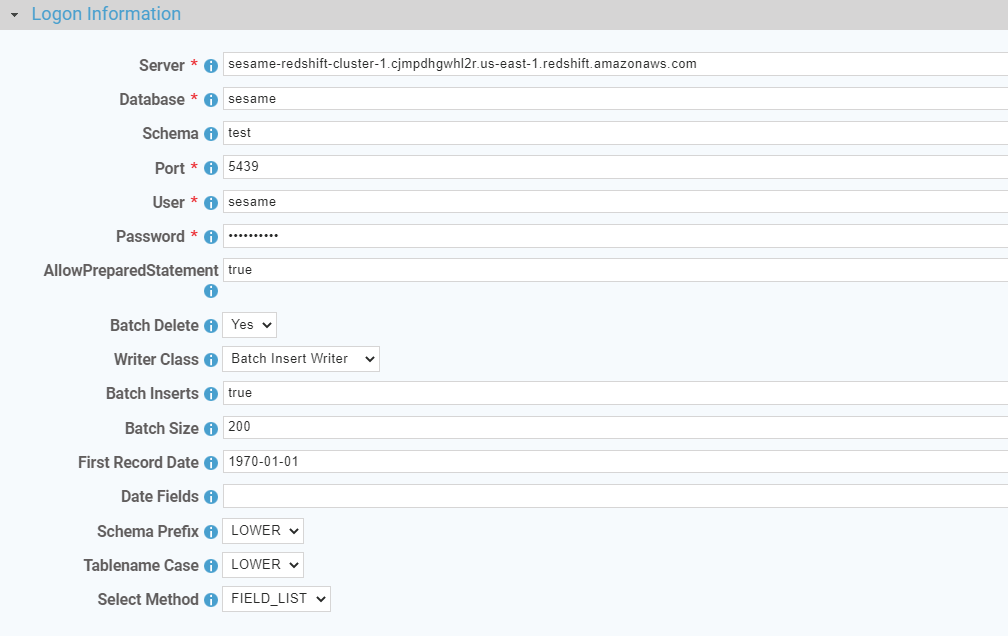 Logon Information
Server * sesame-redshift-cluster-1.cjmpdhgwhl2r.us-east-1.redshift.amazonaws.com
Database * sesame
Schema test
Port * 5439
User * sesame
Password * ••••••••••
AllowPreparedStatement true
Batch Delete Yes
Writer Class Batch Insert Writer
Batch Inserts true
Batch Size 200
First Record Date 1970-01-01
Date Fields
Schema Prefix LOWER
Tablename Case LOWER
Select Method FIELD_LIST